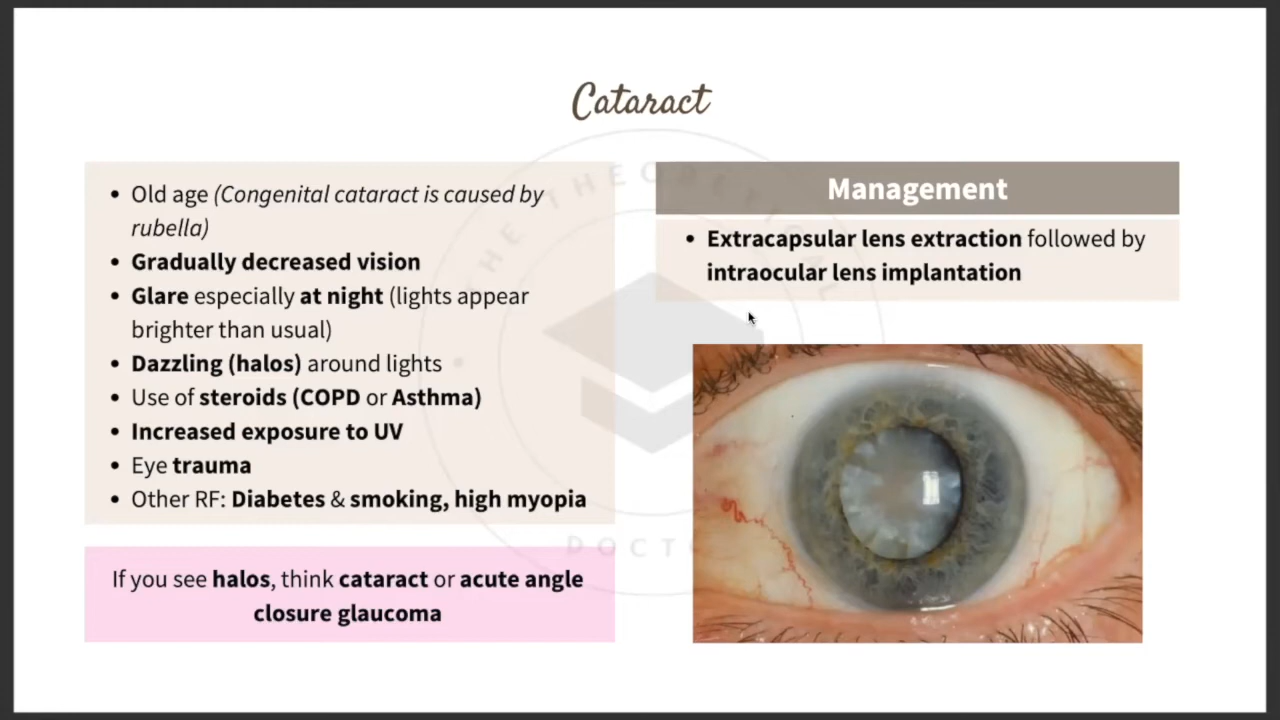 Cataract
• Old age (Congenital cataract is caused by
rubella)
• Gradually decreased vision
• Glare especially at night (lights appear
brighter than usual)
• Dazzling (halos) around lights
• Use of steroids (COPD or Asthma)
• Increased exposure to UV
• Eye trauma
• Other RF: Diabetes & smoking, high myopia
If you see halos, think cataract or acute angle
closure glaucoma
Management
• Extracapsular lens extraction followed by
intraocular lens implantation
THE THEORETICAL
DOCT